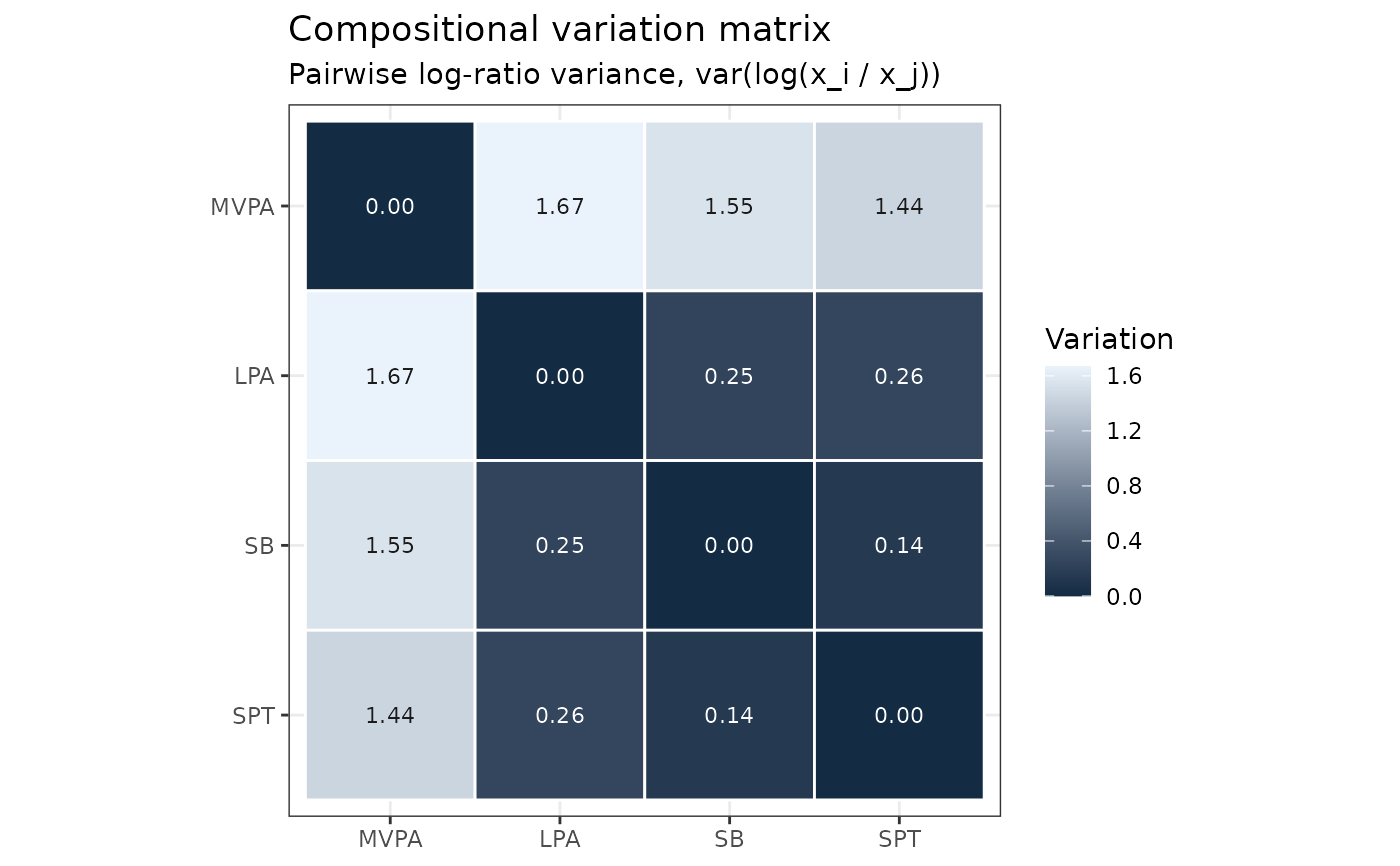 Compositional variation matrix
Pairwise log-ratio variance, var(log(x_i / x_j))
MVPA 0.00 1.67 1.55 1.44
LPA 1.67 0.00 0.25 0.26
SB 1.55 0.25 0.00 0.14
SPT 1.44 0.26 0.14 0.00
MVPA LPA SB SPT
Variation
1.6
1.2
0.8
0.4
0.0